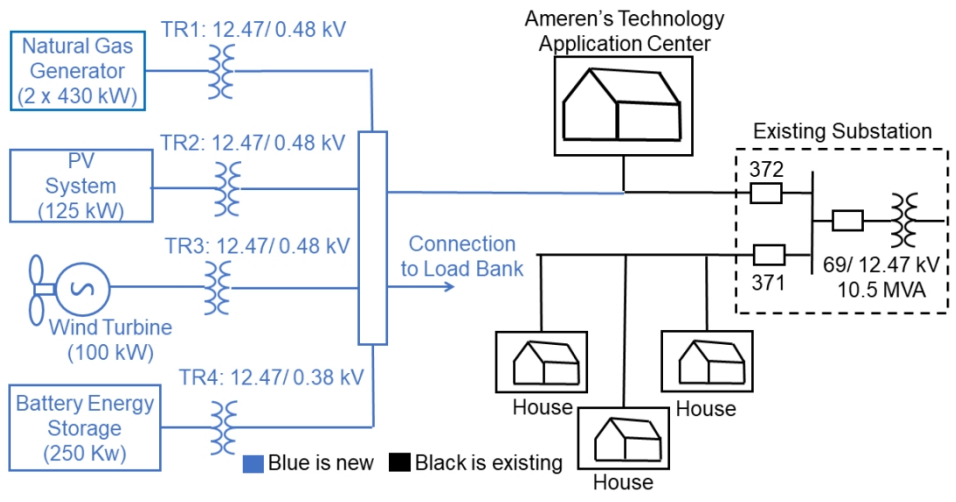 Ameren's Technology
Application Center
TR1: 12.47/ 0.48 kV
Natural Gas
Generator
(2 x 430 kW)
TR2: 12.47/ 0.48 kV
PV
System
(125 kW)
Existing Substation
372
371
69/ 12.47 kV
10.5 MVA
TR3: 12.47/ 0.48 kV
Connection
to Load Bank
S
Wind Turbine
(100 kW)
TR4: 12.47/ 0.38 kV
Battery Energy
Storage
(250 Kw)
House
House
House
Blue is new
Black is existing